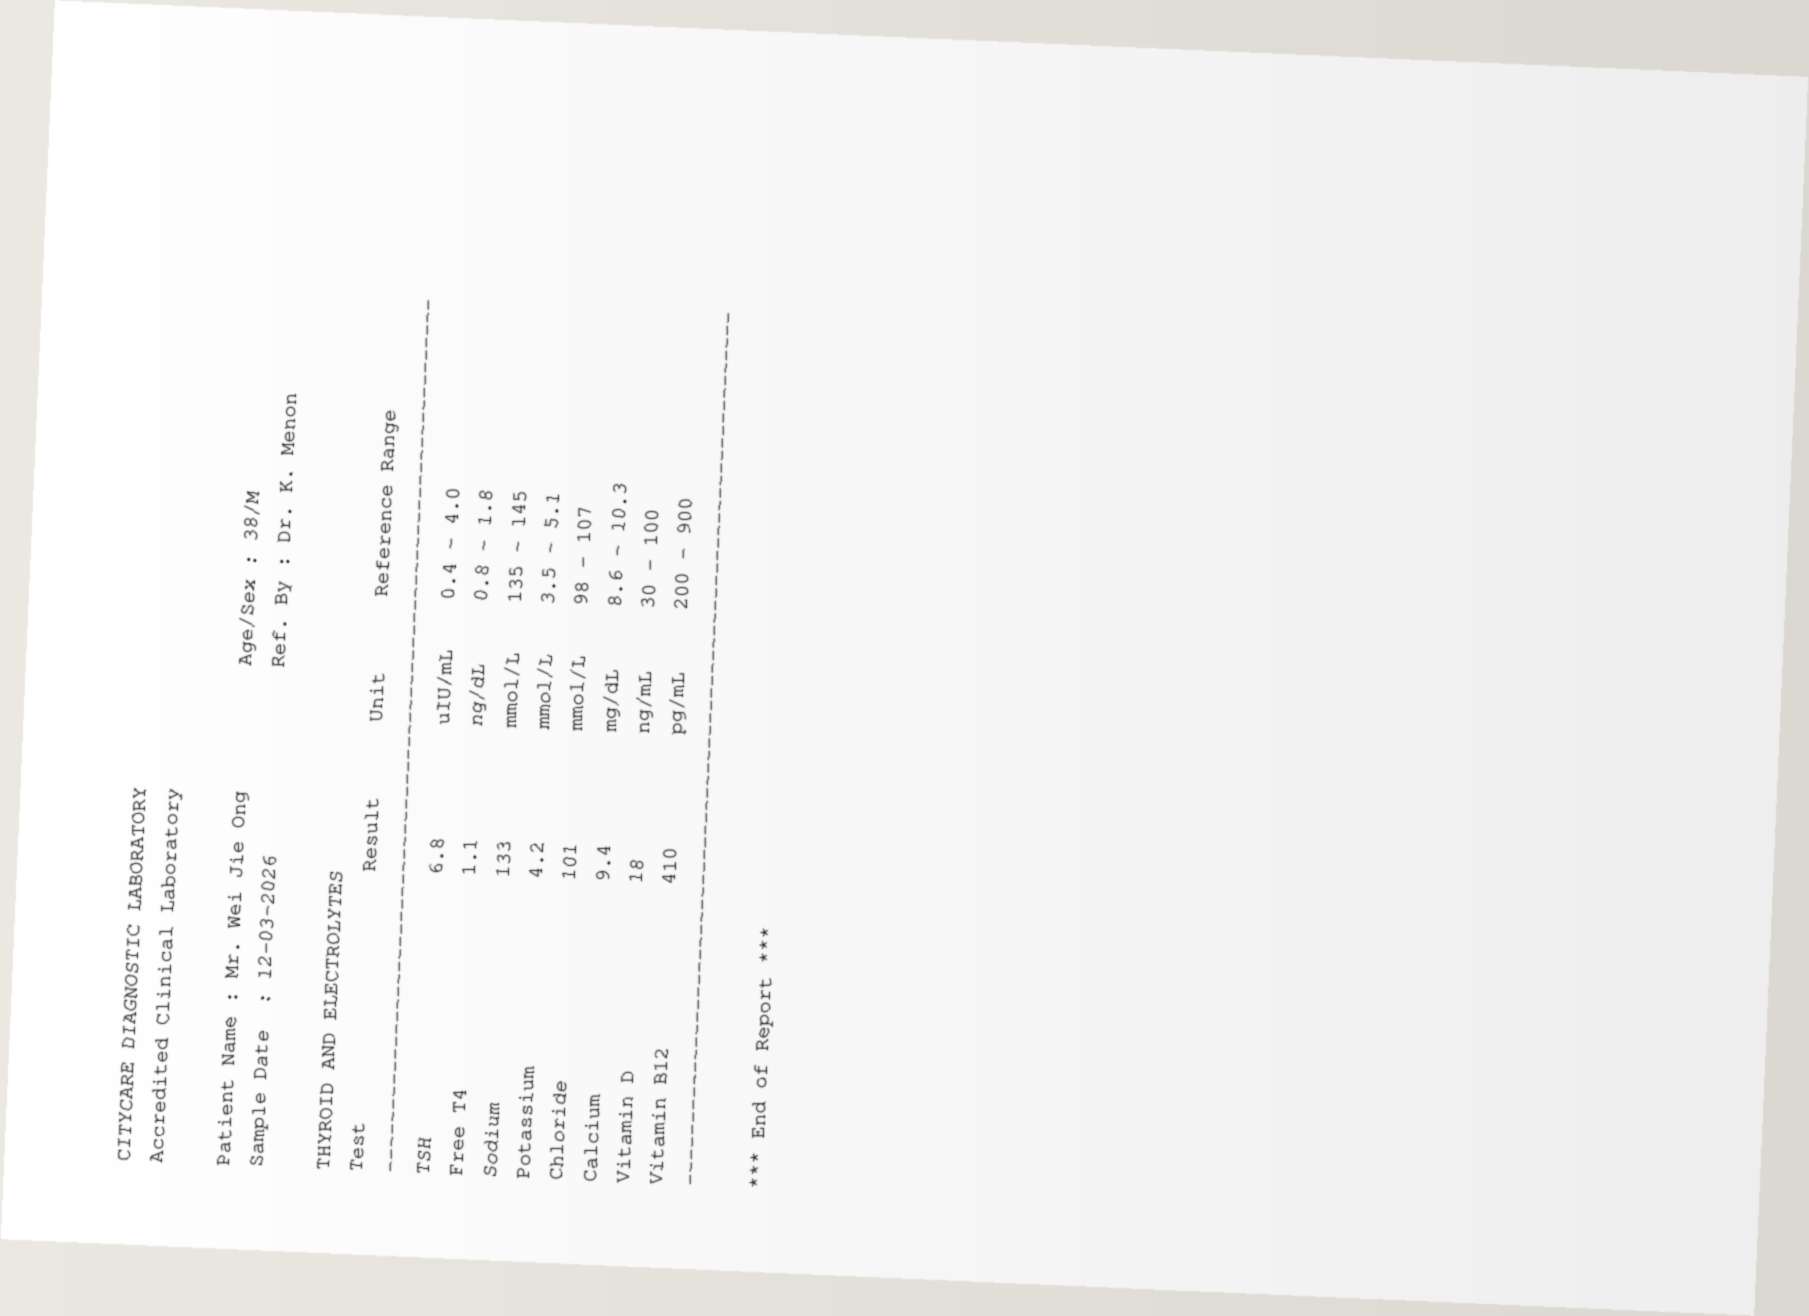 CITYCARE DIAGNOSTIC LABORATORY
Accredited Clinical Laboratory
Patient Name : Mr. Wei Jie Ong Age/Sex : 38/M
Sample Date : 12-03-2026 Ref. By : Dr. K. Menon
THYROID AND ELECTROLYTES
Test Result Unit Reference Range
----------------------------------------------------------------------
TSH 6.8 uIU/mL 0.4 - 4.0
Free T4 1.1 ng/dL 0.8 - 1.8
Sodium 133 mmol/L 135 - 145
Potassium 4.2 mmol/L 3.5 - 5.1
Chloride 101 mmol/L 98 - 107
Calcium 9.4 mg/dL 8.6 - 10.3
Vitamin D 18 ng/mL 30 - 100
Vitamin B12 410 pg/mL 200 - 900
----------------------------------------------------------------------
*** End of Report ***